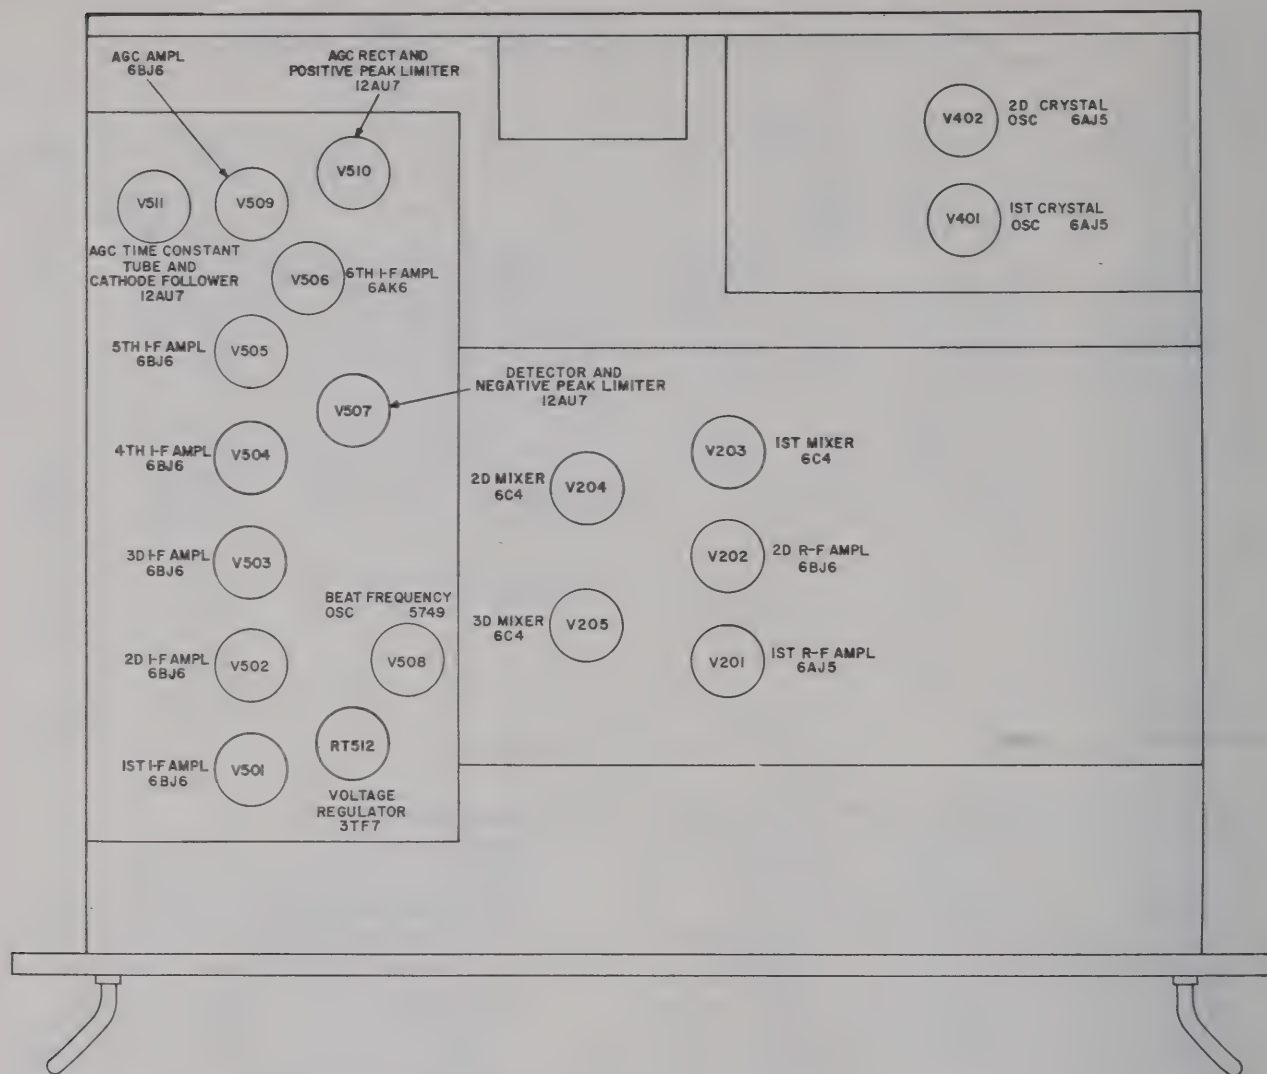 AGC AMPL
6BJ6
AGC RECT AND
POSITIVE PEAK LIMITER
12AU7
V510
V511
V509
AGC TIME CONSTANT
TUBE AND
CATHODE FOLLOWER
12AU7
V506
6TH I-F AMPL
6AK6
5TH I-F AMPL
6BJ6
V505
DETECTOR AND
NEGATIVE PEAK LIMITER
12AU7
V507
4TH I-F AMPL
6BJ6
V504
3D I-F AMPL
6BJ6
V503
BEAT FREQUENCY
OSC 5749
V508
2D I-F AMPL
6BJ6
V502
RT512
VOLTAGE
REGULATOR
3TF7
1ST I-F AMPL
6BJ6
V501
V402
2D CRYSTAL
OSC 6AJ5
V401
1ST CRYSTAL
OSC 6AJ5
2D MIXER
6C4
V204
V203
1ST MIXER
6C4
V202
2D R-F AMPL
6BJ6
3D MIXER
6C4
V205
V201
1ST R-F AMPL
6AJ5